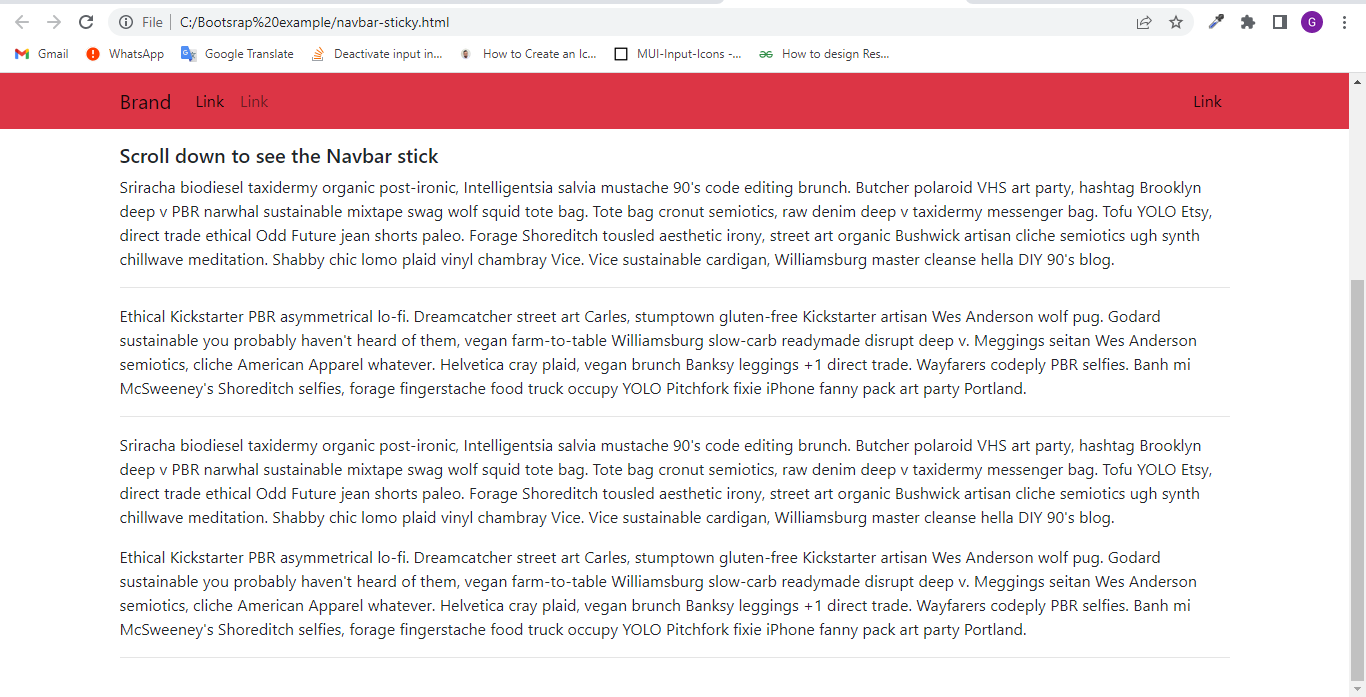 File | C:/Bootsrap%20example/navbar-sticky.html
G
Gmail
WhatsApp
Google Translate
Deactivate input in...
How to Create an Ic...
MUI-Input-Icons -...
How to design Res...
Brand Link Link Link
Scroll down to see the Navbar stick
Sriracha biodiesel taxidermy organic post-ironic, Intelligentsia salvia mustache 90's code editing brunch. Butcher polaroid VHS art party, hashtag Brooklyn
deep v PBR narwhal sustainable mixtape swag wolf squid tote bag. Tote bag cronut semiotics, raw denim deep v taxidermy messenger bag. Tofu YOLO Etsy,
direct trade ethical Odd Future jean shorts paleo. Forage Shoreditch tousled aesthetic irony, street art organic Bushwick artisan cliche semiotics ugh synth
chillwave meditation. Shabby chic lomo plaid vinyl chambray Vice. Vice sustainable cardigan, Williamsburg master cleanse hella DIY 90's blog.
Ethical Kickstarter PBR asymmetrical lo-fi. Dreamcatcher street art Carles, stumptown gluten-free Kickstarter artisan Wes Anderson wolf pug. Godard
sustainable you probably haven't heard of them, vegan farm-to-table Williamsburg slow-carb readymade disrupt deep v. Meggings seitan Wes Anderson
semiotics, cliche American Apparel whatever. Helvetica cray plaid, vegan brunch Banksy leggings +1 direct trade. Wayfarers codeply PBR selfies. Banh mi
McSweeney's Shoreditch selfies, forage fingerstache food truck occupy YOLO Pitchfork fixie iPhone fanny pack art party Portland.
Sriracha biodiesel taxidermy organic post-ironic, Intelligentsia salvia mustache 90's code editing brunch. Butcher polaroid VHS art party, hashtag Brooklyn
deep v PBR narwhal sustainable mixtape swag wolf squid tote bag. Tote bag cronut semiotics, raw denim deep v taxidermy messenger bag. Tofu YOLO Etsy,
direct trade ethical Odd Future jean shorts paleo. Forage Shoreditch tousled aesthetic irony, street art organic Bushwick artisan cliche semiotics ugh synth
chillwave meditation. Shabby chic lomo plaid vinyl chambray Vice. Vice sustainable cardigan, Williamsburg master cleanse hella DIY 90's blog.
Ethical Kickstarter PBR asymmetrical lo-fi. Dreamcatcher street art Carles, stumptown gluten-free Kickstarter artisan Wes Anderson wolf pug. Godard
sustainable you probably haven't heard of them, vegan farm-to-table Williamsburg slow-carb readymade disrupt deep v. Meggings seitan Wes Anderson
semiotics, cliche American Apparel whatever. Helvetica cray plaid, vegan brunch Banksy leggings +1 direct trade. Wayfarers codeply PBR selfies. Banh mi
McSweeney's Shoreditch selfies, forage fingerstache food truck occupy YOLO Pitchfork fixie iPhone fanny pack art party Portland.